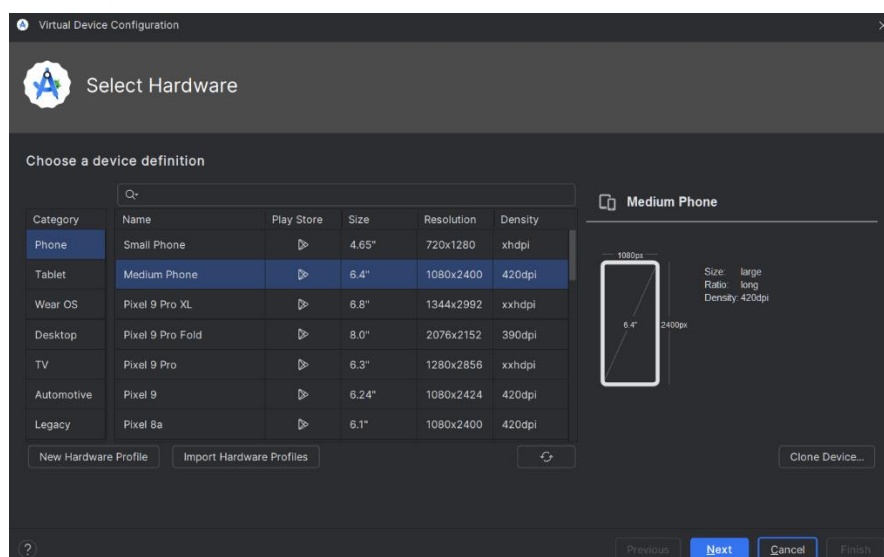 Virtual Device Configuration
Select Hardware
Choose a device definition
Category Name Play Store Size Resolution Density
Phone Small Phone 4.65" 720x1280 xhdpi
Tablet Medium Phone 6.4" 1080x2400 420dpi
Wear OS Pixel 9 Pro XL 6.8" 1344x2992 xxhdpi
Desktop Pixel 9 Pro Fold 8.0" 2076x2152 390dpi
TV Pixel 9 Pro 6.3" 1280x2856 xxhdpi
Automotive Pixel 9 6.24" 1080x2424 420dpi
Legacy Pixel 8a 6.1" 1080x2400 420dpi
New Hardware Profile Import Hardware Profiles
Medium Phone
1080px
6.4" 2400px
Size: large
Ratio: long
Density: 420dpi
Clone Device...
? Previous Next Cancel Finish